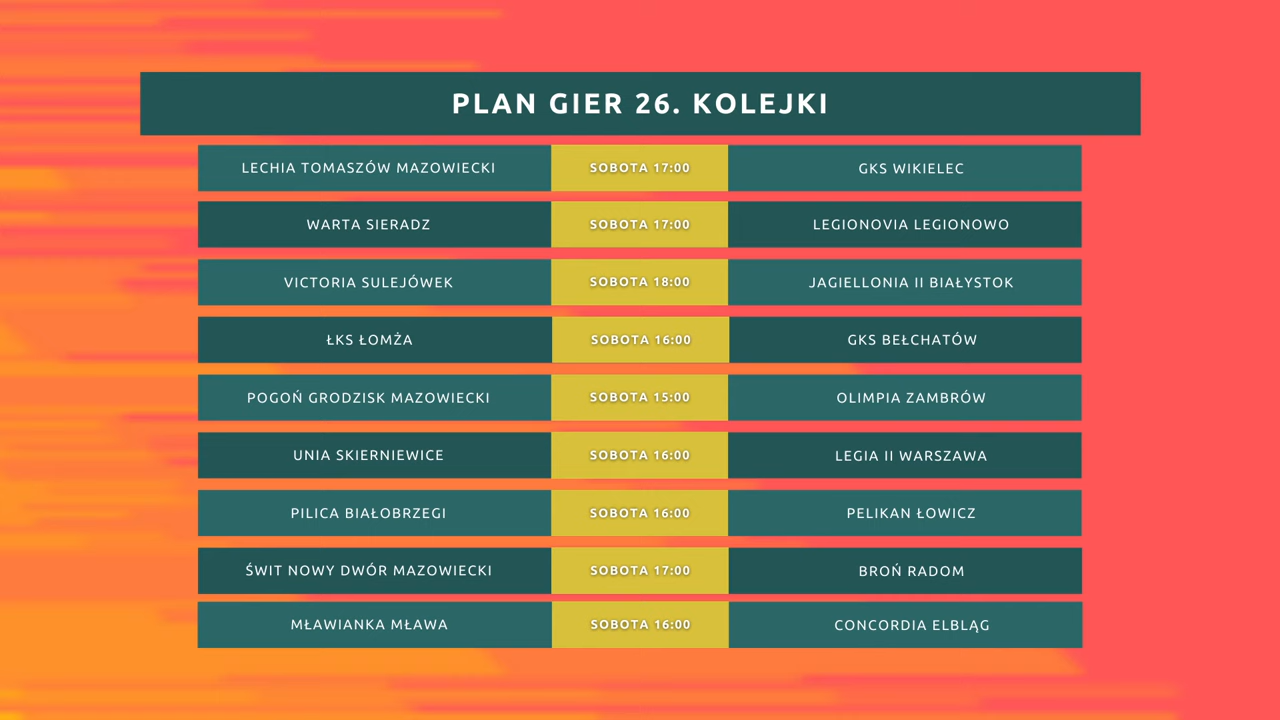 PLAN GIER 26. KOLEJKI
LECHIA TOMASZÓW MAZOWIECKI SOBOTA 17:00 GKS WIKIELEC
WARTA SIERADZ SOBOTA 17:00 LEGIONOVIA LEGIONOWO
VICTORIA SULEJÓWEK SOBOTA 18:00 JAGIELLONIA II BIAŁYSTOK
ŁKS ŁOMŻA SOBOTA 16:00 GKS BEŁCHATÓW
POGOŃ GRODZISK MAZOWIECKI SOBOTA 15:00 OLIMPIA ZAMBRÓW
UNIA SKIERNIEWICE SOBOTA 16:00 LEGIA II WARSZAWA
PILICA BIAŁOBRZEGI SOBOTA 16:00 PELIKAN ŁOWICZ
ŚWIT NOWY DWÓR MAZOWIECKI SOBOTA 17:00 BROŃ RADOM
MŁAWIANKA MŁAWA SOBOTA 16:00 CONCORDIA ELBLĄG